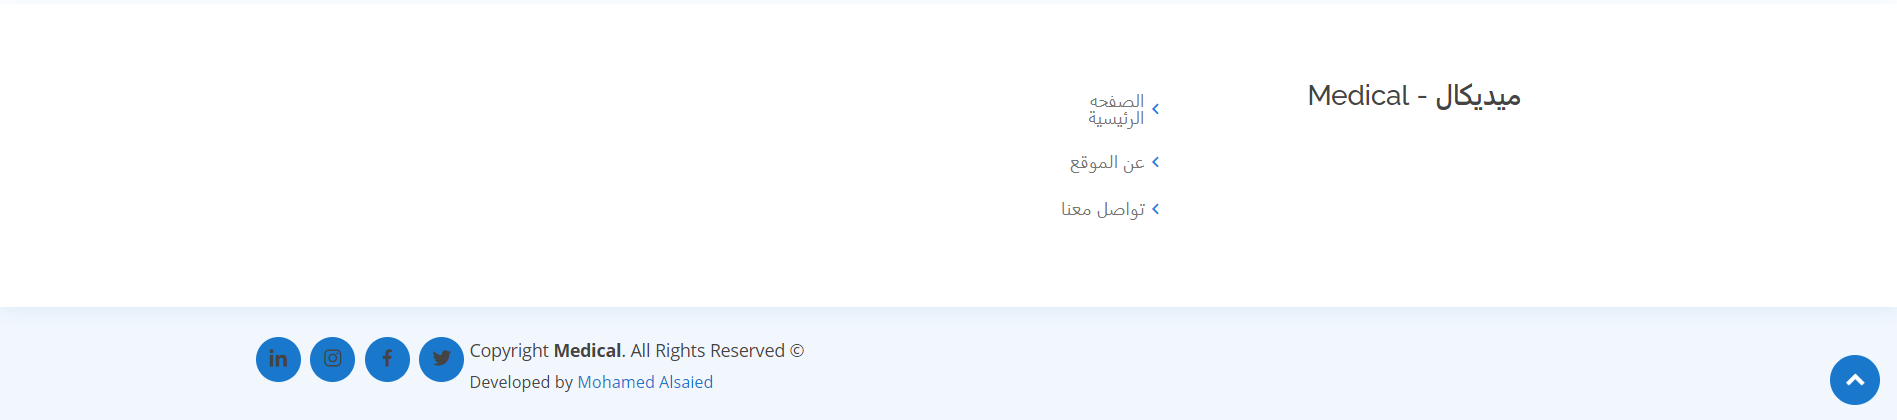 ميديكال - Medical
الصفحه
الرئيسية
عن الموقع
تواصل معنا
Copyright Medical. All Rights Reserved ©
Developed by Mohamed Alsaied